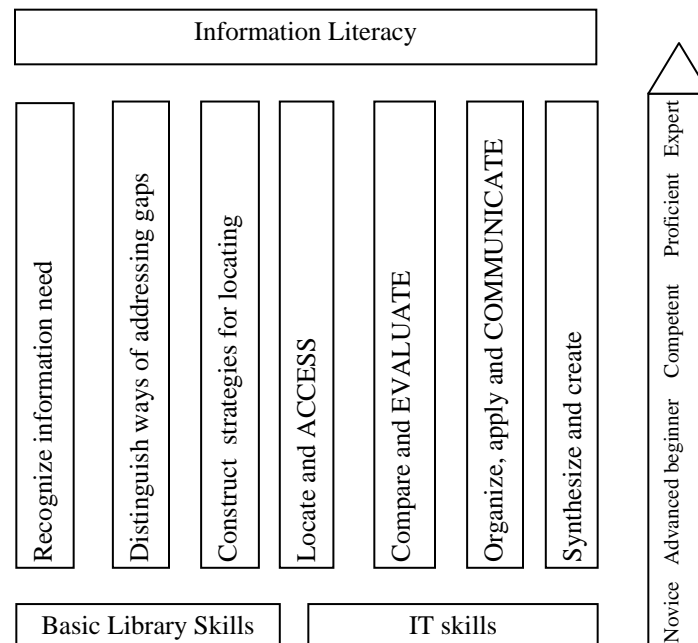 Information Literacy
Recognize information need
Distinguish ways of addressing gaps
Construct strategies for locating
Locate and ACCESS
Compare and EVALUATE
Organize, apply and COMMUNICATE
Synthesize and create
Novice Advanced beginner Competent Proficient Expert
Basic Library Skills
IT skills